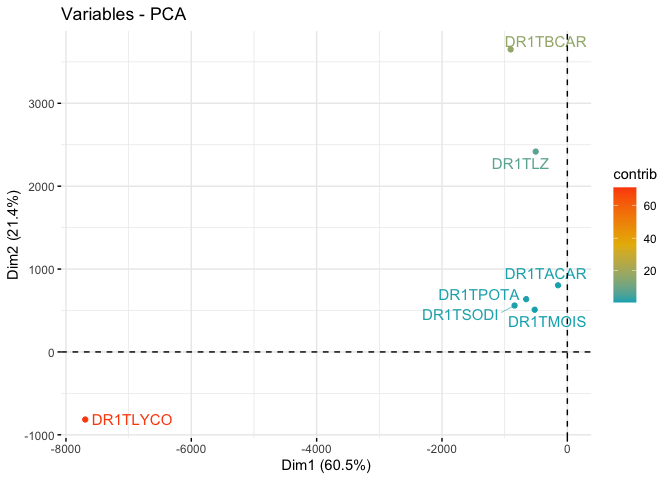 Variables - PCA
DR1TBCAR
3000
contrib
DR1TLZ
60
2000
40
Dim2 (21.4%)
20
1000
DR1TACAR
DR1TPOTA
DR1TSODI
DR1TMOIS
0
DR1TLYCO
-1000
-8000 -6000 -4000 -2000 0
Dim1 (60.5%)